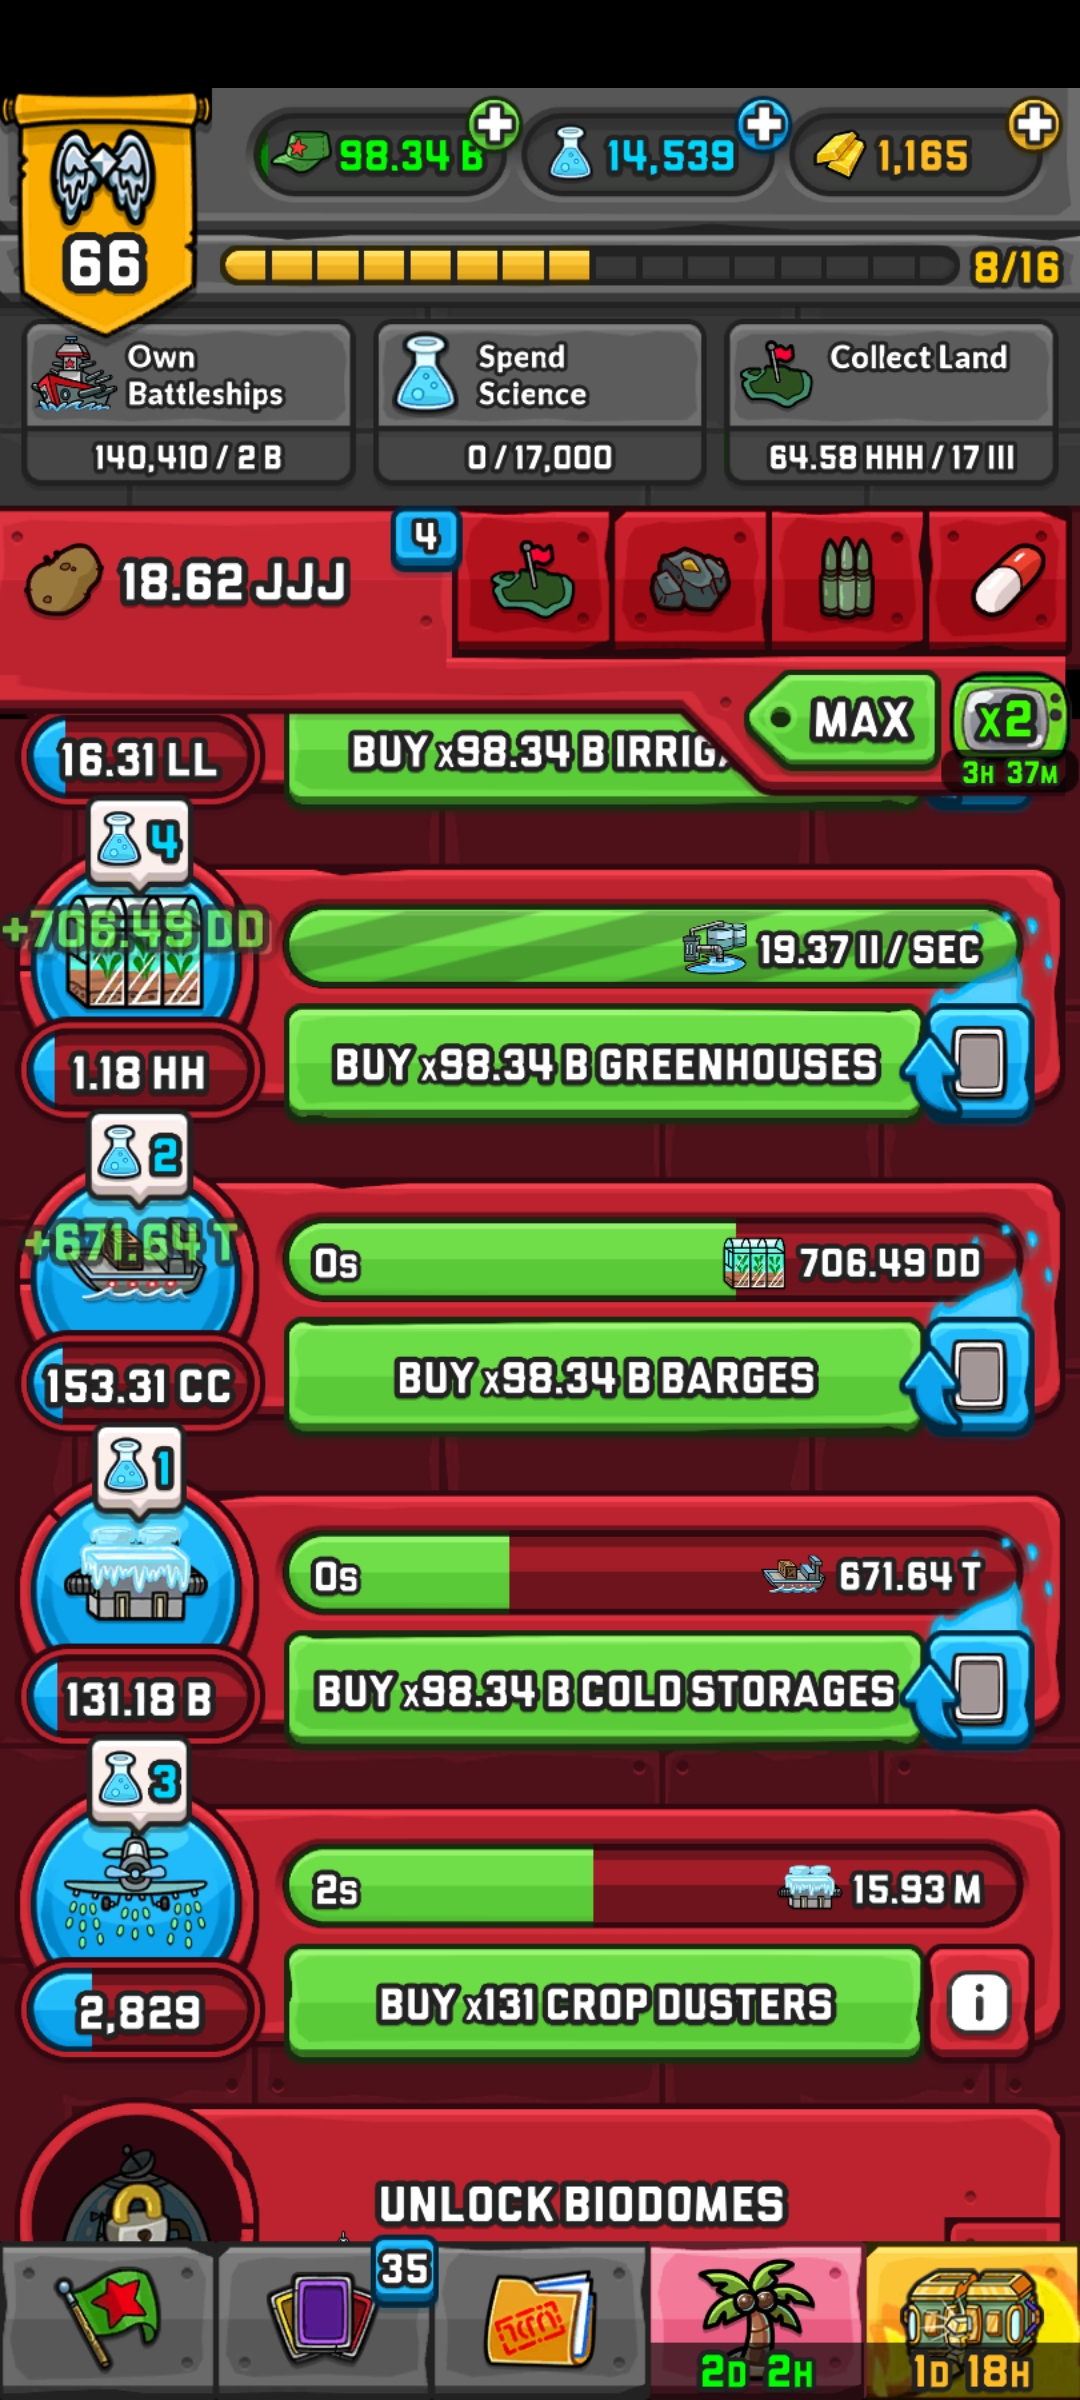 98.34 B
14,539
1,165
66
8/16
Own
Battleships
140,410 / 2 B
Spend
Science
0 / 17,000
Collect Land
64.58 HHH / 17 III
18.62 JJJ
4
MAX
x2
3H 37M
16.31 LL
BUY x98.34 B
4
+706.49 DD
19.37 II / SEC
1.18 HH
BUY x98.34 B GREENHOUSES
2
+671.64 T
0s
706.49 DD
153.31 CC
BUY x98.34 B BARGES
1
0s
671.64 T
131.18 B
BUY x98.34 B COLD STORAGES
3
2s
15.93 M
2,829
BUY x131 CROP DUSTERS
i
UNLOCK BIODOMES
35
2D 2H
1D 18H